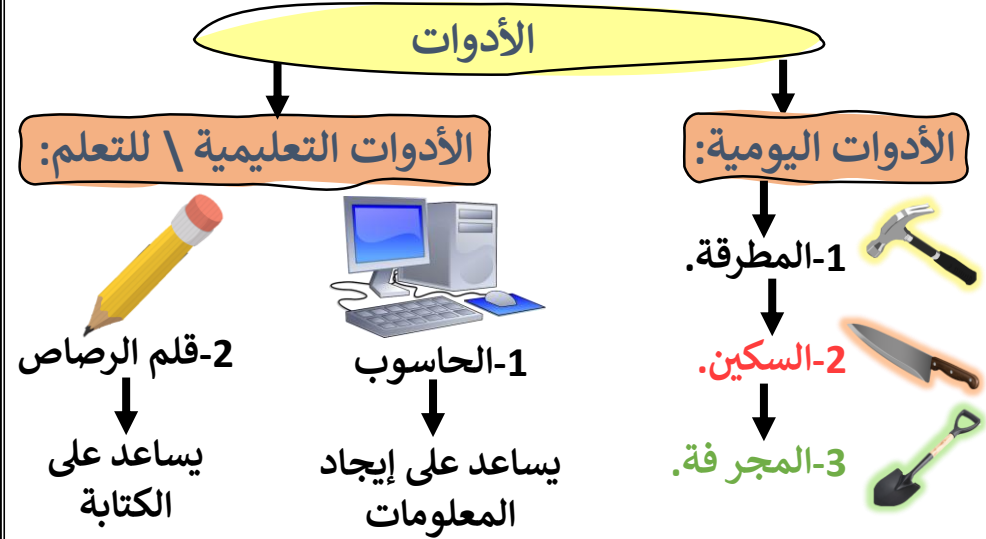 الأدوات
الأدوات اليومية:
1-المطرقة.
2-السكين.
3-المجر فة.
الأدوات التعليمية \ للتعلم:
1-الحاسوب
يساعد على إيجاد
المعلومات
2-قلم الرصاص
يساعد على
الكتابة